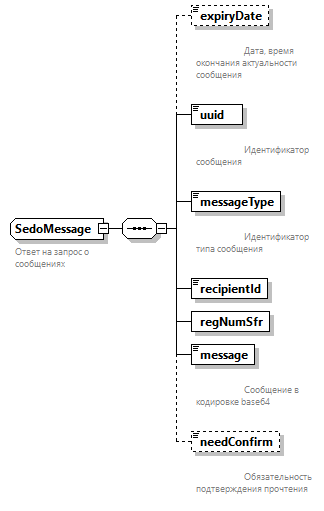 expiryDate
Дата, время
окончания актуальности
сообщения
uuid
Идентификатор
сообщения
messageType
Идентификатор
типа сообщения
SedoMessage
Ответ на запрос о
сообщениях
recipientId
regNumSfr
message
Сообщение в
кодировке base64
needConfirm
Обязательность
подтверждения прочтения